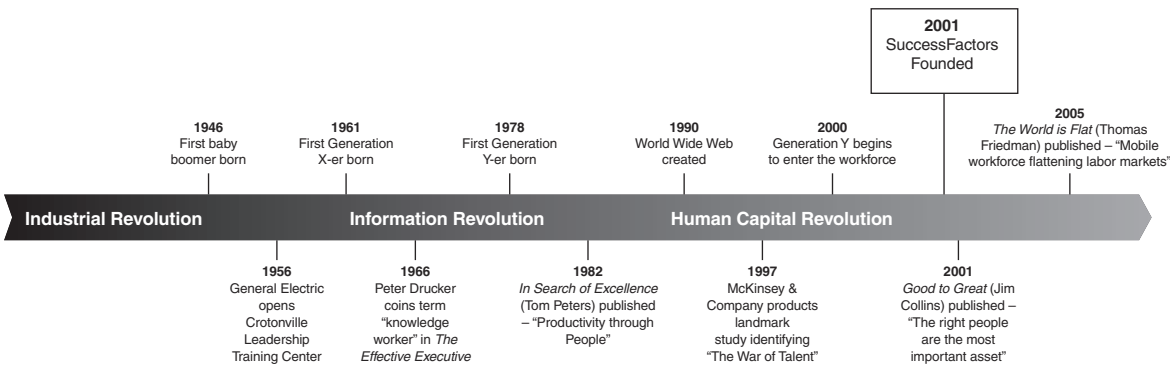 2001
SuccessFactors
Founded
1946
First baby
boomer born
1961
First Generation
X-er born
1978
First Generation
Y-er born
1990
World Wide Web
created
2000
Generation Y begins
to enter the workforce
2005
The World is Flat (Thomas
Friedman) published – “Mobile
workforce flattening labor markets”
Industrial Revolution
Information Revolution
Human Capital Revolution
1956
General Electric
opens
Crotonville
Leadership
Training Center
1966
Peter Drucker
coins term
“knowledge
worker” in The
Effective Executive
1982
In Search of Excellence
(Tom Peters) published
– “Productivity through
People”
1997
McKinsey &
Company products
landmark
study identifying
“The War of Talent”
2001
Good to Great (Jim
Collins) published –
“The right people
are the most
important asset”